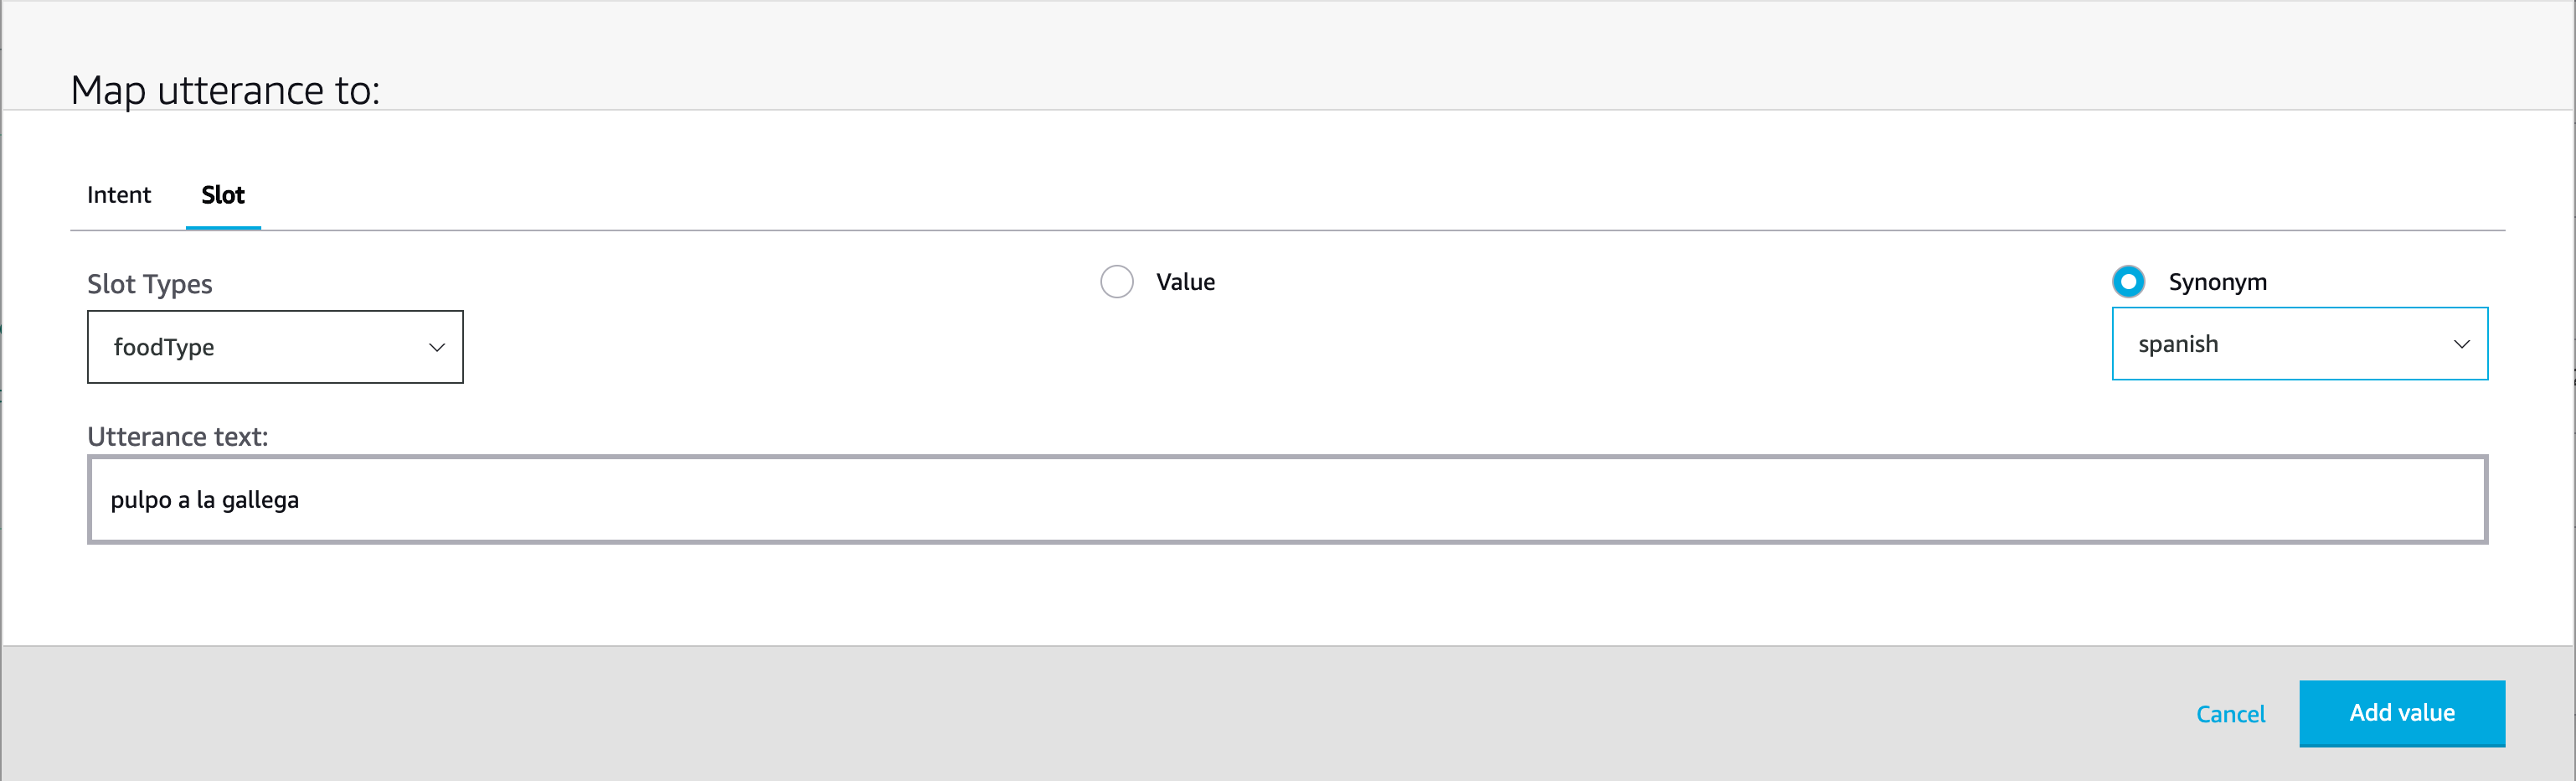 Map utterance to:
Intent Slot
Slot Types
foodType
Value
Synonym
spanish
Utterance text:
pulpo a la gallega
Cancel Add value